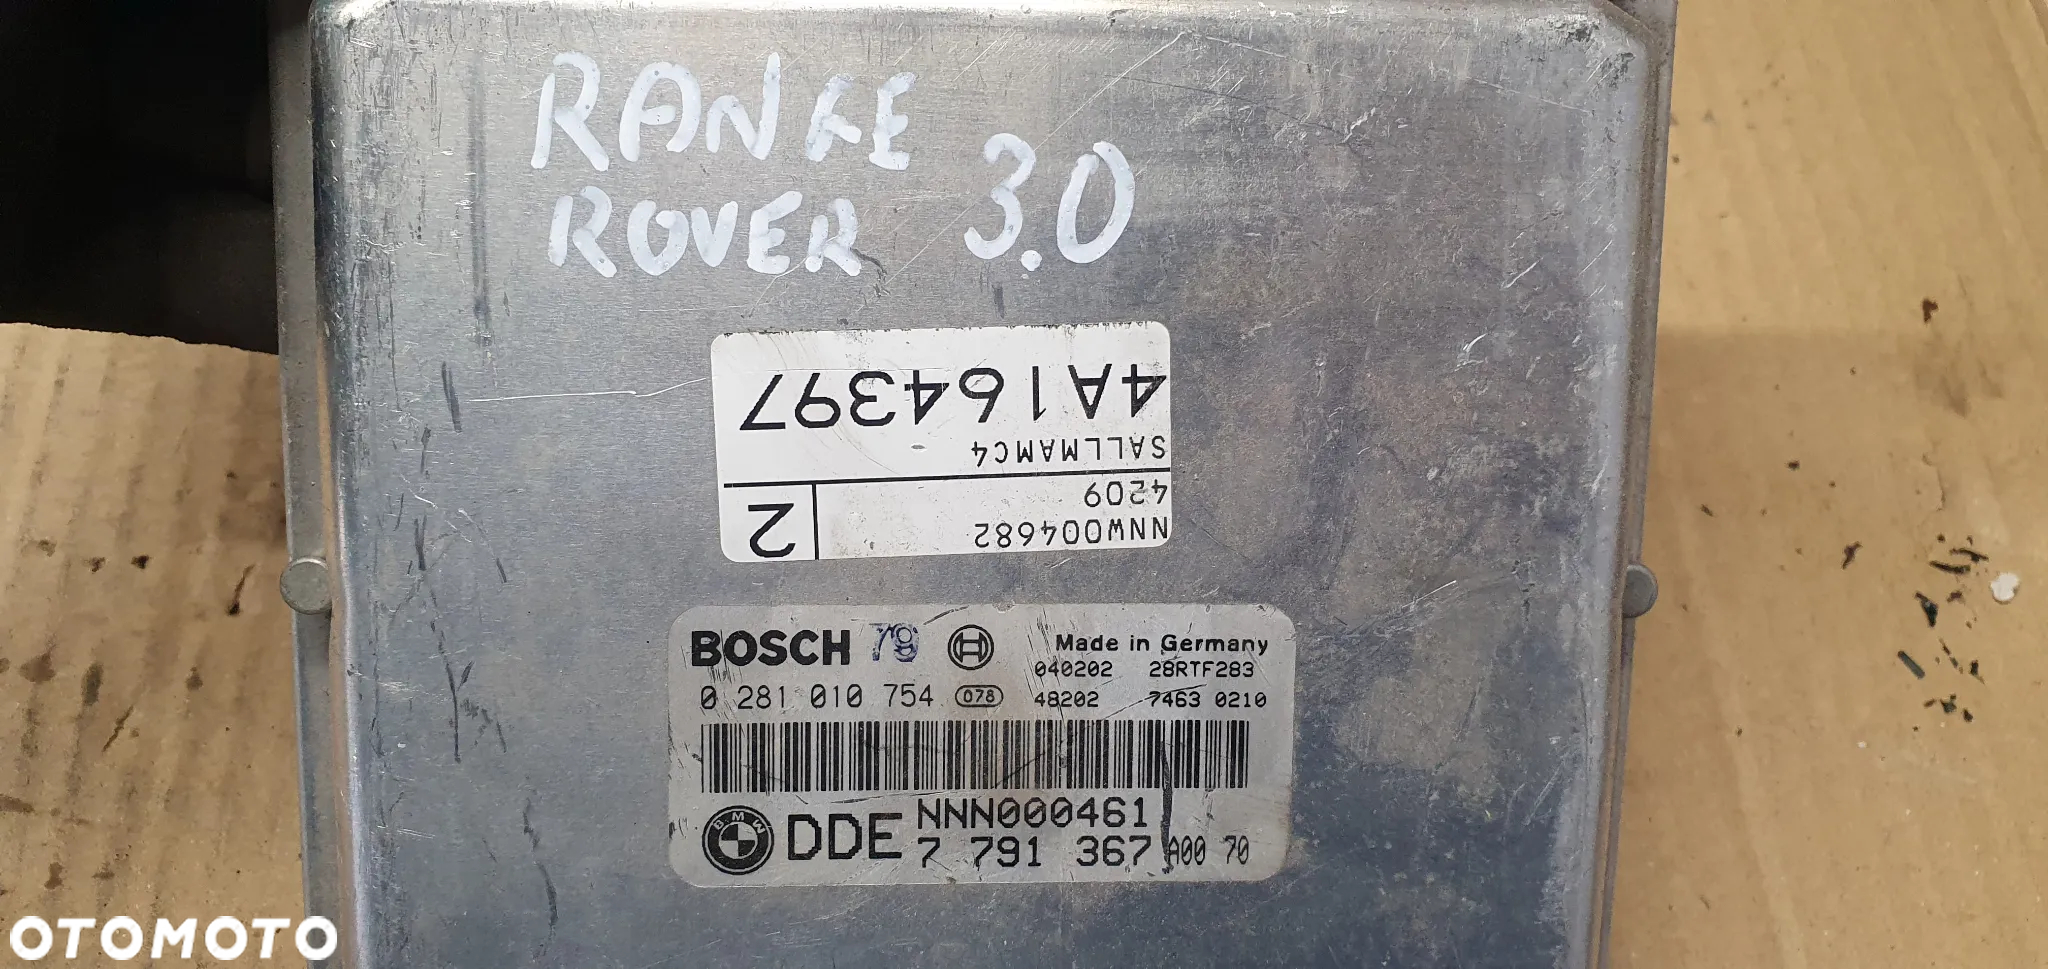 RANGE
ROVER 3.0
NNW004682
4209
2
SALLMAMC4
4A164397
BOSCH 78 Made in Germany
040202 28RTF283
0 281 010 754 078 48202 7463 0210
BMW
DDE NNN000461
7 791 367 A00 70
OTOMOTO